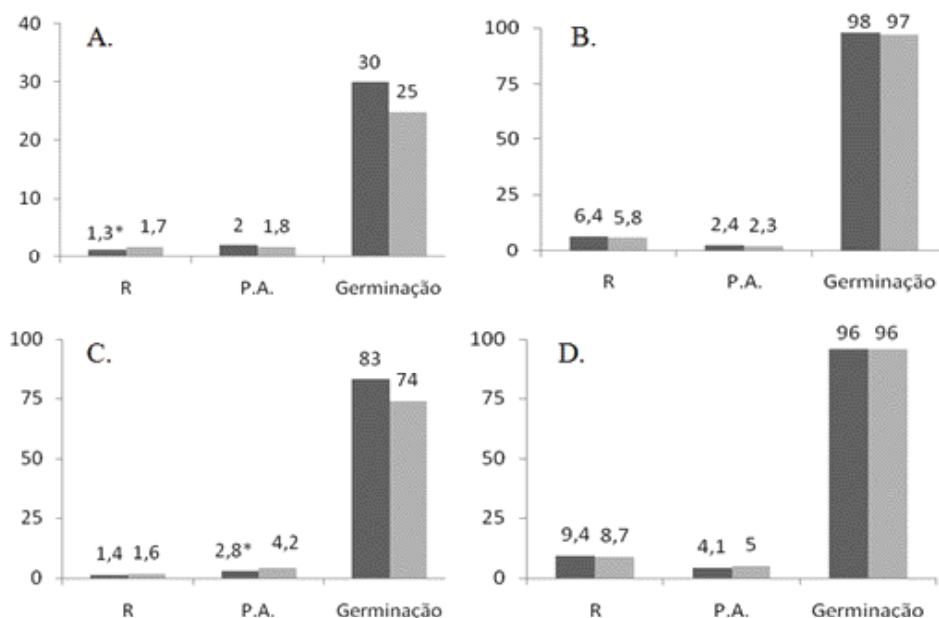 A.
40
30
20
10
0
1,3*
1,7
2
1,8
30
25
R
P.A.
Germinação
B.
100
75
50
25
0
6,4
5,8
2,4
2,3
98
97
R
P.A.
Germinação
C.
100
75
50
25
0
1,4
1,6
2,8*
4,2
83
74
R
P.A.
Germinação
D.
100
75
50
25
0
9,4
8,7
4,1
5
96
96
R
P.A.
Germinação